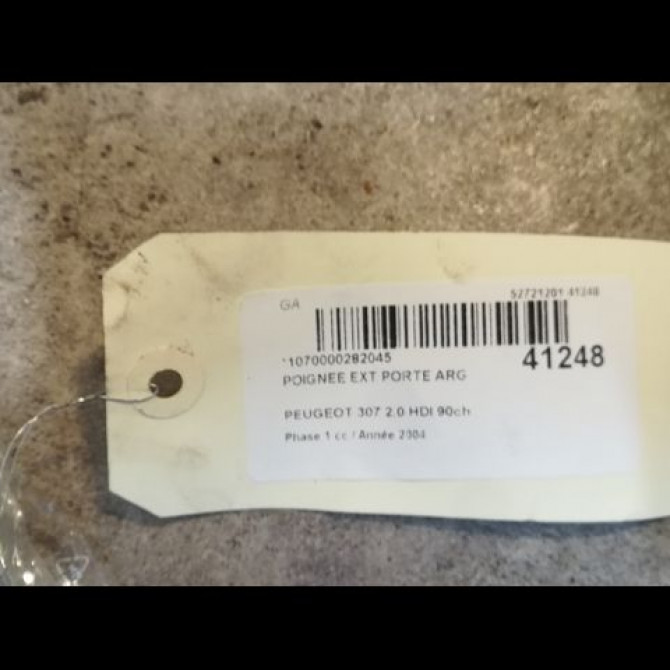 GA
52721201 41248
*1070000282045
41248
POIGNEE EXT PORTE ARG
PEUGEOT 307 2.0 HDI 90ch
Phase 1 cc / Année 2004